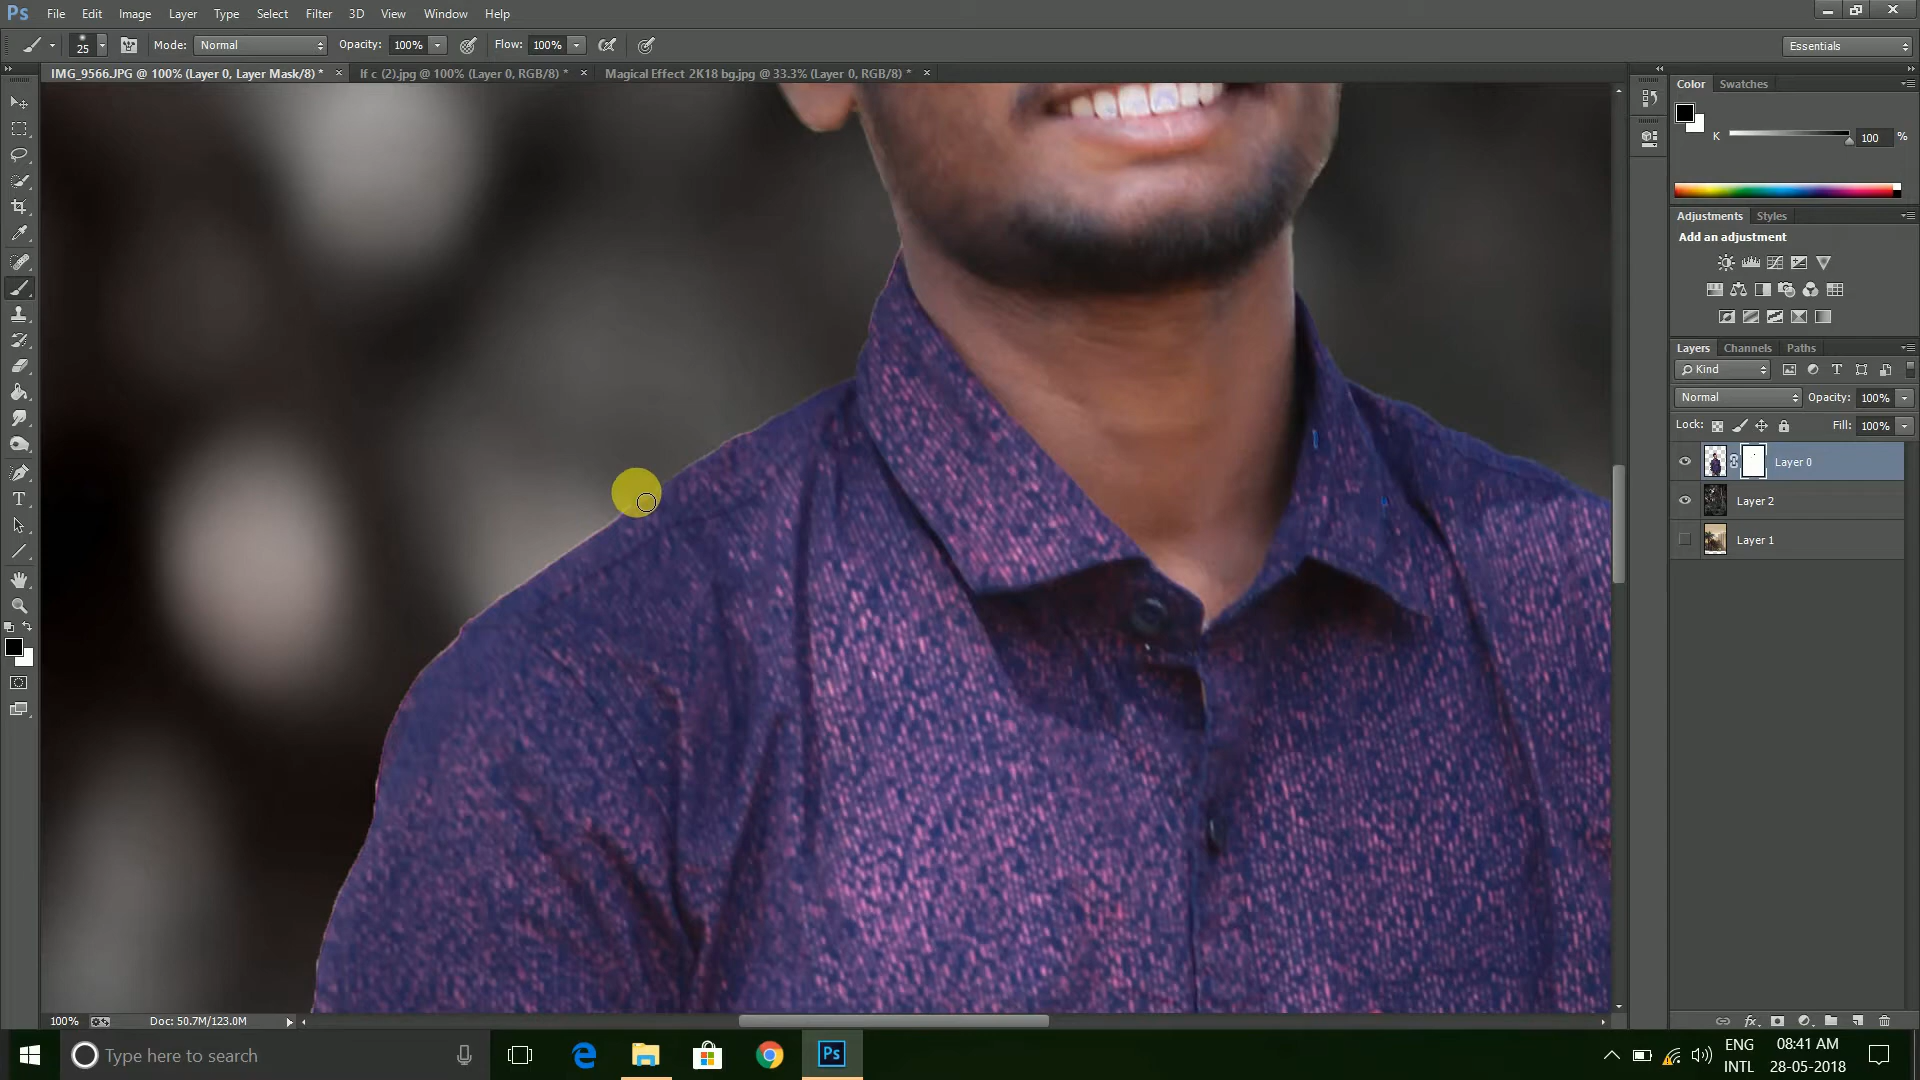 Ps File Edit Image Layer Type Select Filter 3D View Window Help
25 Mode: Normal Opacity: 100% Flow: 100% Essentials
IMG_9566.JPG @ 100% (Layer 0, Layer Mask/8) * × If c (2).jpg @ 100% (Layer 0, RGB/8) * × Magical Effect 2K18 bg.jpg @ 33.3% (Layer 0, RGB/8) * ×
Color Swatches
K 100 %
Adjustments Styles
Add an adjustment
Layers Channels Paths
Kind T
Normal Opacity: 100%
Lock: Fill: 100%
Layer 0
Layer 2
Layer 1
100% Doc: 50.7M/123.0M
Type here to search
Ps
ENG
INTL
08:41 AM
28-05-2018